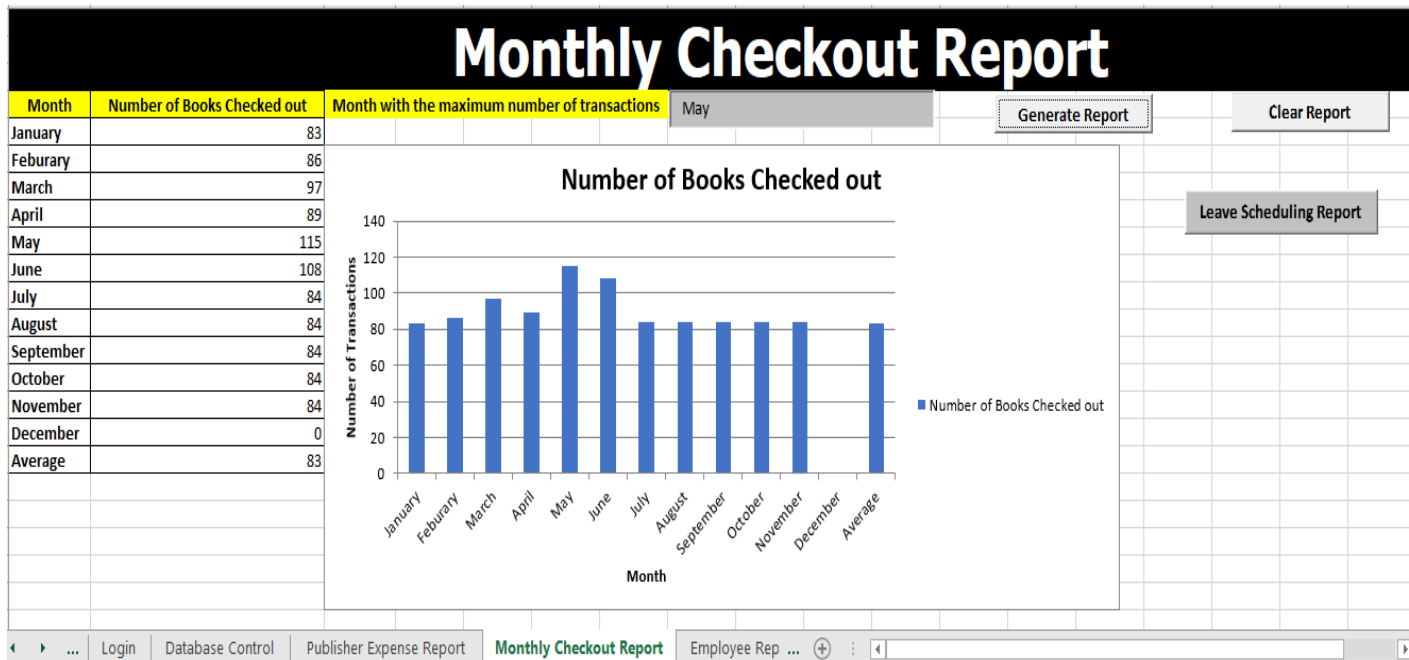 Monthly Checkout Report
Month Number of Books Checked out Month with the maximum number of transactions May Generate Report Clear Report
January 83
Feburary 86
March 97
April 89
May 115
June 108
July 84
August 84
September 84
October 84
November 84
December 0
Average 83
Leave Scheduling Report
Number of Books Checked out
Number of Transactions
140
120
100
80
60
40
20
0
January Feburary March April May June July August September October November December Average
Month
Number of Books Checked out
... Login Database Control Publisher Expense Report Monthly Checkout Report Employee Rep ...